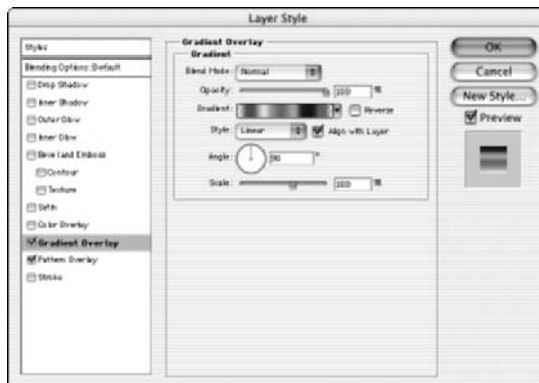 Layer Style
Styles
Blending Options: Default
Drop Shadow
Inner Shadow
Outer Glow
Inner Glow
Bevel and Emboss
Contour
Texture
Satin
Color Overlay
Gradient Overlay
Pattern Overlay
Stroke
Gradient Overlay
Gradient
Blend Mode: Normal
Opacity: 100 %
Gradient: Reverse
Style: Linear Align with Layer
Angle: 90 °
Scale: 100 %
OK
Cancel
New Style...
Preview